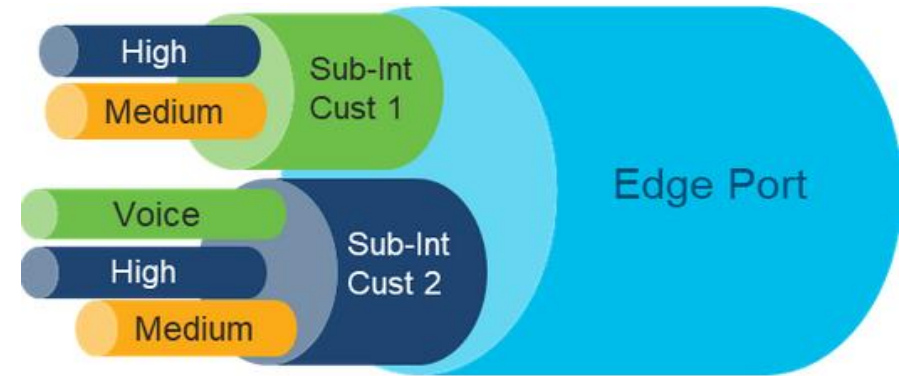 High
Medium
Sub-Int
Cust 1
Voice
High
Medium
Sub-Int
Cust 2
Edge Port